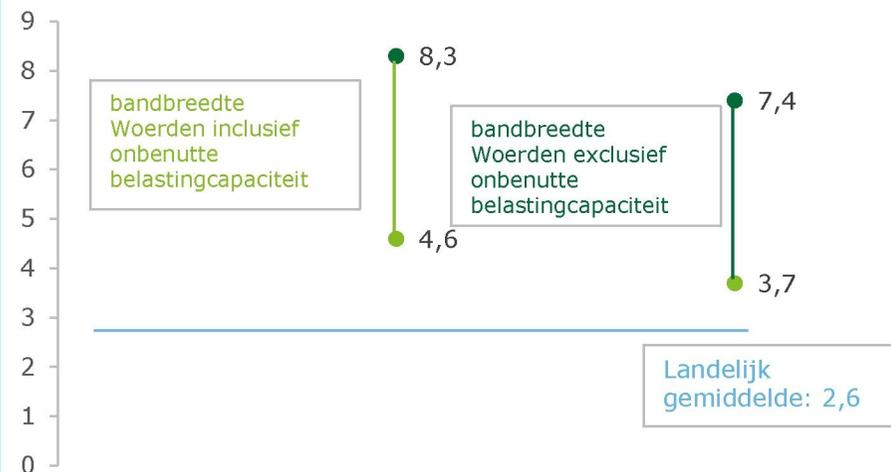 9
8
7
6
5
4
3
2
1
0
bandbreedte
Woerden inclusief
onbenutte
belastingcapaciteit
8,3
4,6
bandbreedte
Woerden exclusief
onbenutte
belastingcapaciteit
7,4
3,7
Landelijk
gemiddelde: 2,6